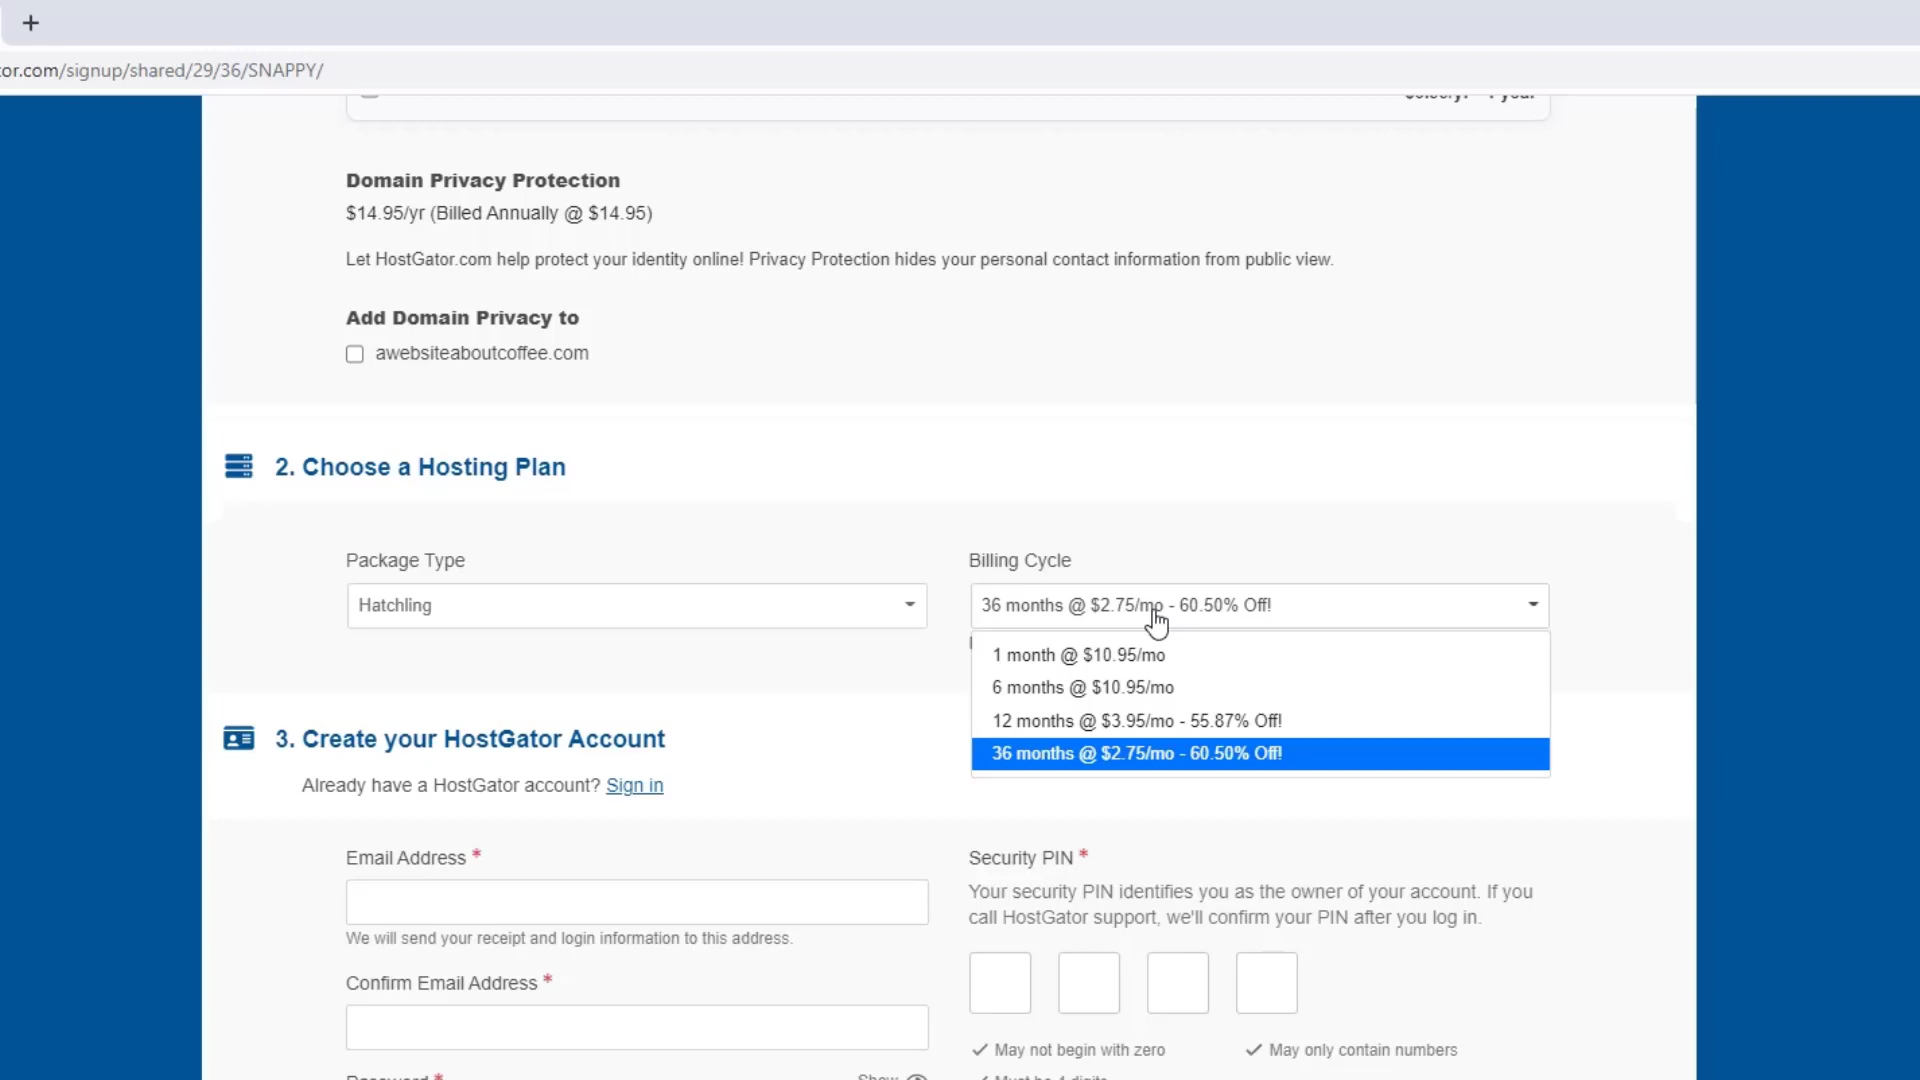 +
or.com/signup/shared/29/36/SNAPPY/
Domain Privacy Protection
$14.95/yr (Billed Annually @ $14.95)
Let HostGator.com help protect your identity online! Privacy Protection hides your personal contact information from public view.
Add Domain Privacy to
awebsiteaboutcoffee.com
2. Choose a Hosting Plan
Package Type
Billing Cycle
Hatchling
36 months @ $2.75/mo - 60.50% Off!
1 month @ $10.95/mo
6 months @ $10.95/mo
12 months @ $3.95/mo - 55.87% Off!
36 months @ $2.75/mo - 60.50% Off!
3. Create your HostGator Account
Already have a HostGator account? Sign in
Email Address *
We will send your receipt and login information to this address.
Confirm Email Address *
Security PIN *
Your security PIN identifies you as the owner of your account. If you
call HostGator support, we'll confirm your PIN after you log in.
May not begin with zero
May only contain numbers
Password *
Show
Must be 4 digits